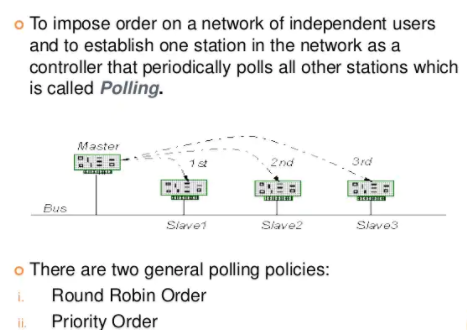 To impose order on a network of independent users
and to establish one station in the network as a
controller that periodically polls all other stations which
is called Polling.
Master
1st
2nd
3rd
Bus
Slave1
Slave2
Slave3
There are two general polling policies:
i. Round Robin Order
ii. Priority Order